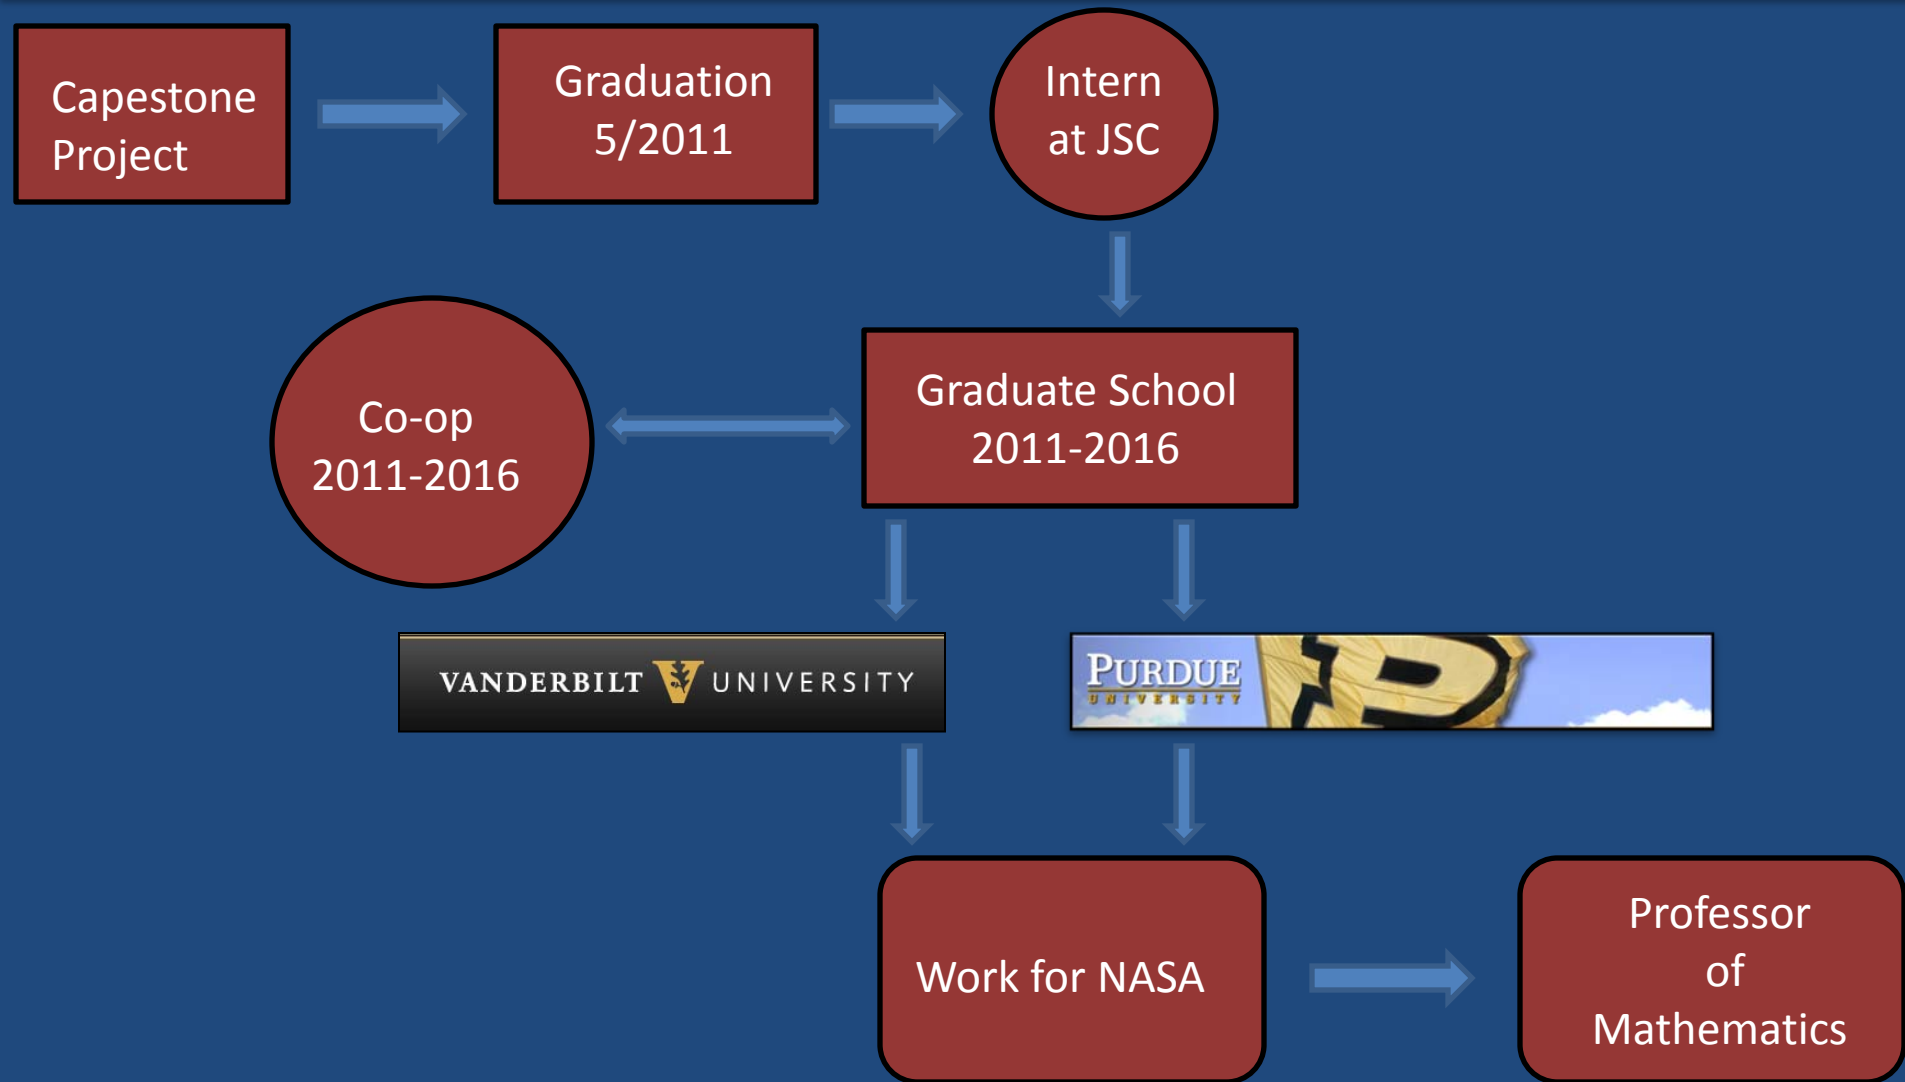 Capestone
Project
Graduation
5/2011
Intern
at JSC
Co-op
2011-2016
Graduate School
2011-2016
VANDERBILT V UNIVERSITY
PURDUE
UNIVERSITY
P
Work for NASA
Professor
of
Mathematics